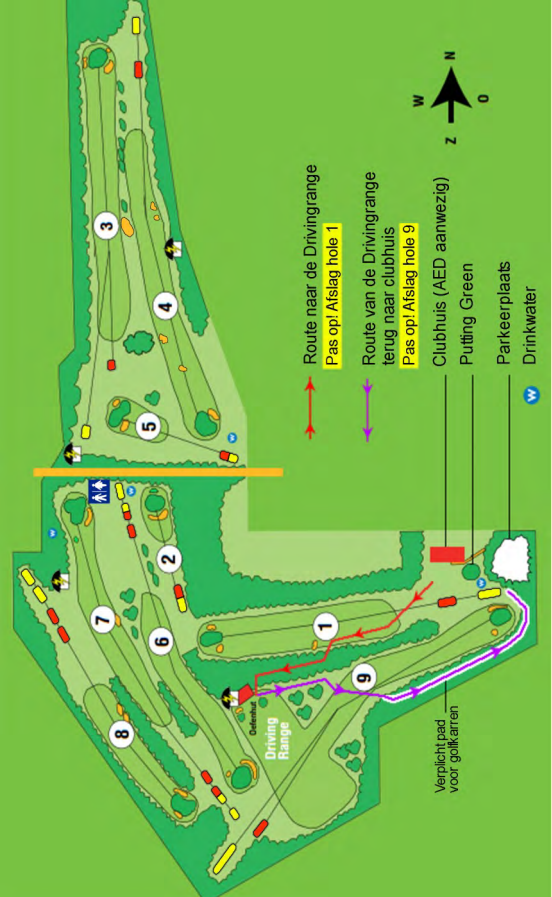 3
4
5
2
7
6
8
1
9
Oefenhut
Driving
Range
W
W
W
W
N
W
Z
O
Route naar de Drivingrange
Pas op! Afslag hole 1
Route van de Drivingrange
terug naar clubhuis
Pas op! Afslag hole 9
Clubhuis (AED aanwezig)
Putting Green
Parkeerplaats
Drinkwater
W
Verplicht pad
voor golfkarren